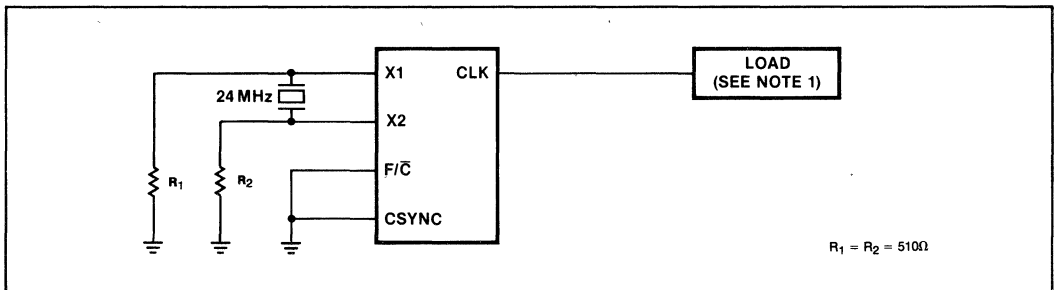 X1
CLK
LOAD
(SEE NOTE 1)
24 MHz
X2
F/C̅
R₁
R₂
CSYNC
R₁ = R₂ = 510Ω